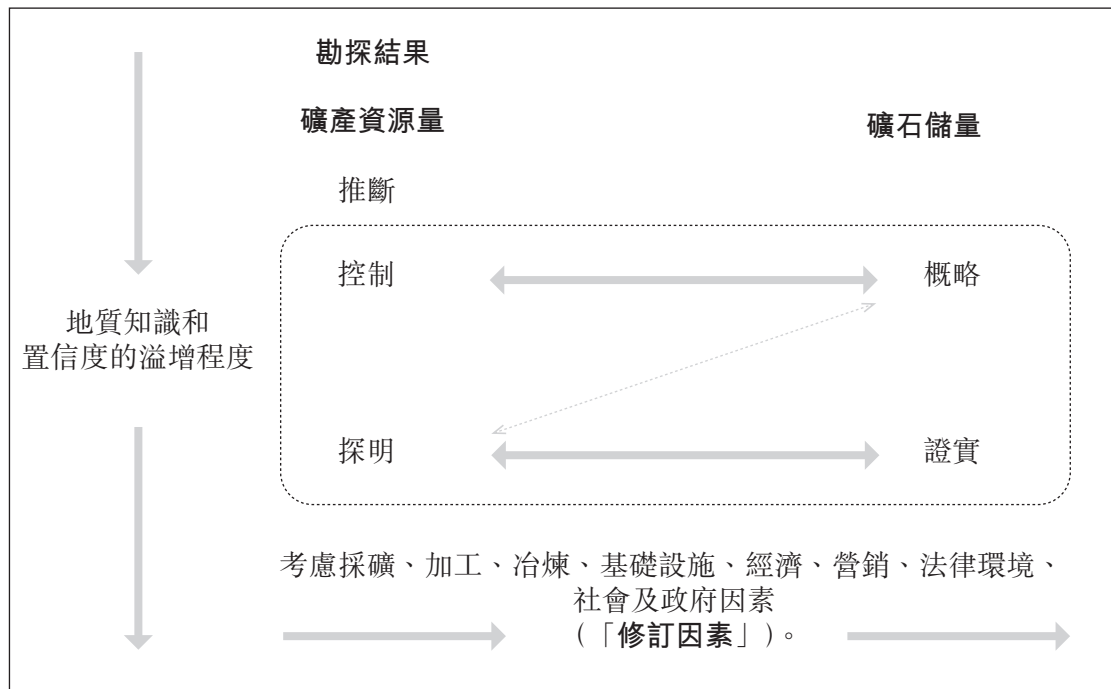 勘探結果
礦產資源量
礦石儲量
推斷
控制
概略
地質知識和
置信度的溢增程度
探明
證實
考慮採礦、加工、冶煉、基礎設施、經濟、營銷、法律環境、
社會及政府因素
(「修訂因素」)。